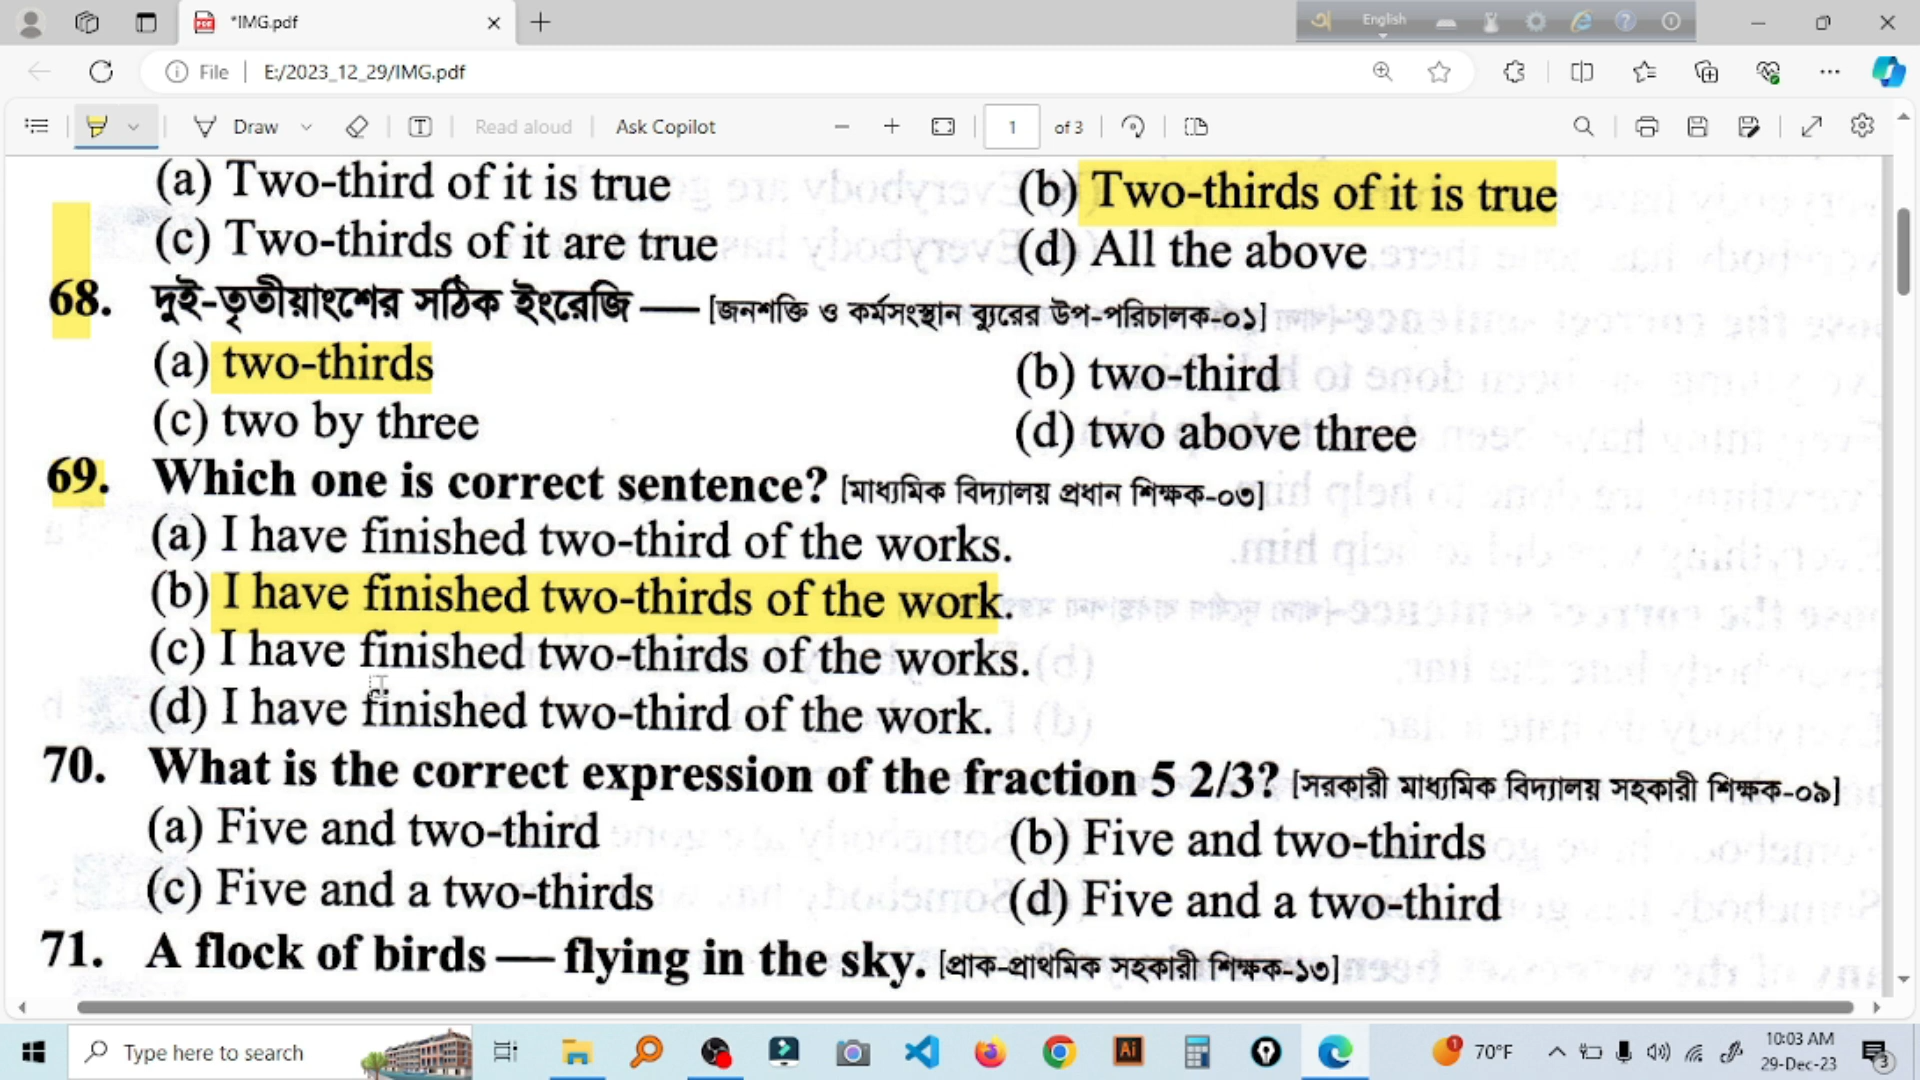 *IMG.pdf
English
File
E:/2023_12_29/IMG.pdf
Draw
Read aloud
Ask Copilot
1
of 3
(a) Two-third of it is true
(b) Two-thirds of it is true
(c) Two-thirds of it are true
(d) All the above
68. দুই-তৃতীয়াংশের সঠিক ইংরেজি — [জনশক্তি ও কর্মসংস্থান ব্যুরের উপ-পরিচালক-০১]
(a) two-thirds
(b) two-third
(c) two by three
(d) two above three
69. Which one is correct sentence? [মাধ্যমিক বিদ্যালয় প্রধান শিক্ষক-০৩]
(a) I have finished two-third of the works.
(b) I have finished two-thirds of the work.
(c) I have finished two-thirds of the works.
(d) I have finished two-third of the work.
70. What is the correct expression of the fraction 5 2/3? [সরকারী মাধ্যমিক বিদ্যালয় সহকারী শিক্ষক-০৯]
(a) Five and two-third
(b) Five and two-thirds
(c) Five and a two-thirds
(d) Five and a two-third
71. A flock of birds — flying in the sky. [প্রাক-প্রাথমিক সহকারী শিক্ষক-১৩]
Type here to search
Ai
70°F
10:03 AM
29-Dec-23
3